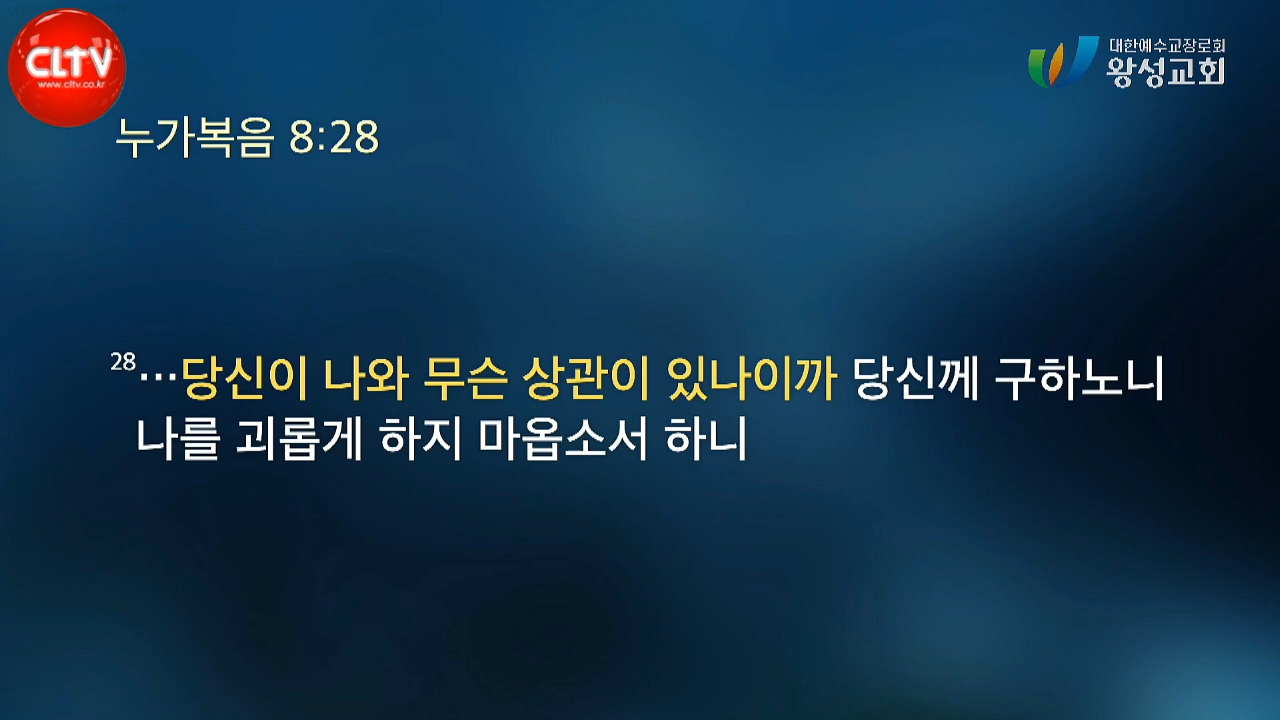 CLTV
www.cltv.co.kr
대한예수교장로회
왕성교회
누가복음 8:28
28…당신이 나와 무슨 상관이 있나이까 당신께 구하노니
나를 괴롭게 하지 마옵소서 하니